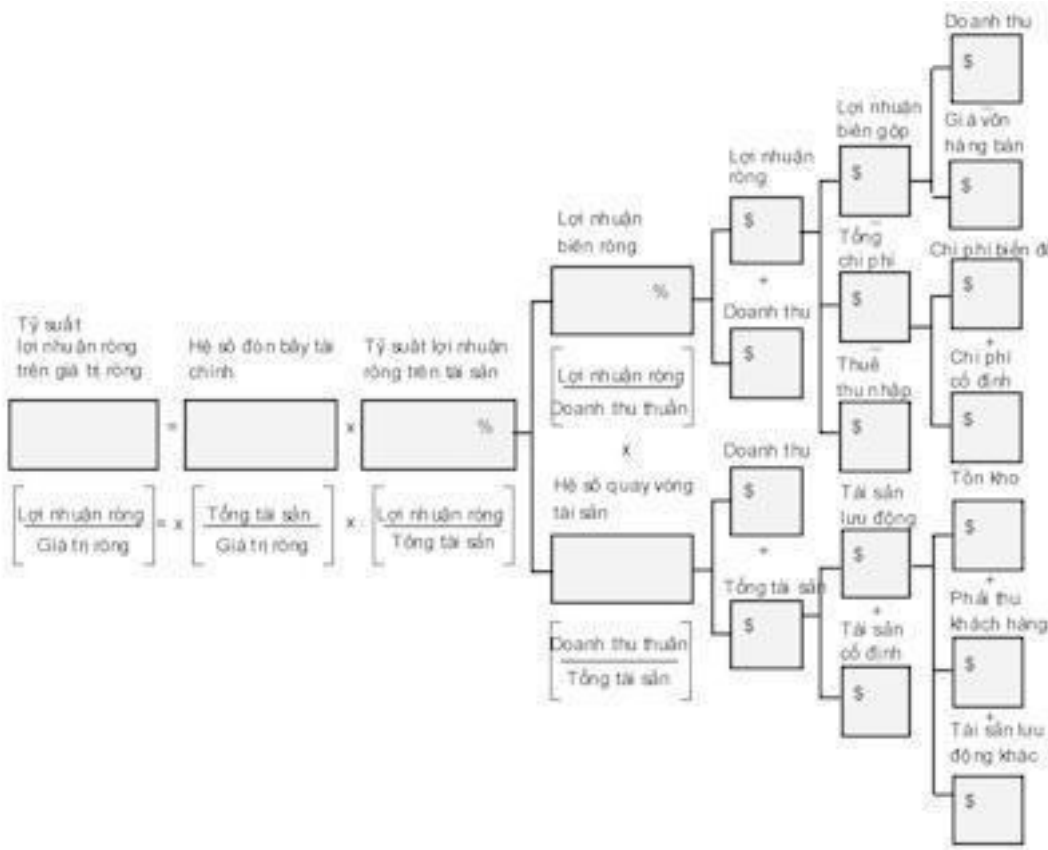 Tỷ suất
lợi nhuận ròng
trên giá trị ròng
=
Hệ số đòn bẩy tài
chính
x
Tỷ suất lợi nhuận
ròng trên tài sản
%
Lợi nhuận ròng
Giá trị ròng
= x
Tổng tài sản
Giá trị ròng
x
Lợi nhuận ròng
Tổng tài sản
Lợi nhuận
biên ròng
%
Lợi nhuận ròng
Doanh thu thuần
x
Hệ số quay vòng
tài sản
Doanh thu thuần
Tổng tài sản
Lợi nhuận
ròng
$
+
Doanh thu
$
Doanh thu
$
+
Tổng tài sản
$
Lợi nhuận
biên gộp
$
–
Tổng
chi phí
$
–
Thuế
thu nhập
$
Tài sản
lưu động
$
+
Tài sản
cố định
$
Doanh thu
$
–
Giá vốn
hàng bán
$
Chi phí biến đổ
$
+
Chi phí
cố định
$
Tồn kho
$
+
Phải thu
khách hàng
$
+
Tài sản lưu
động khác
$